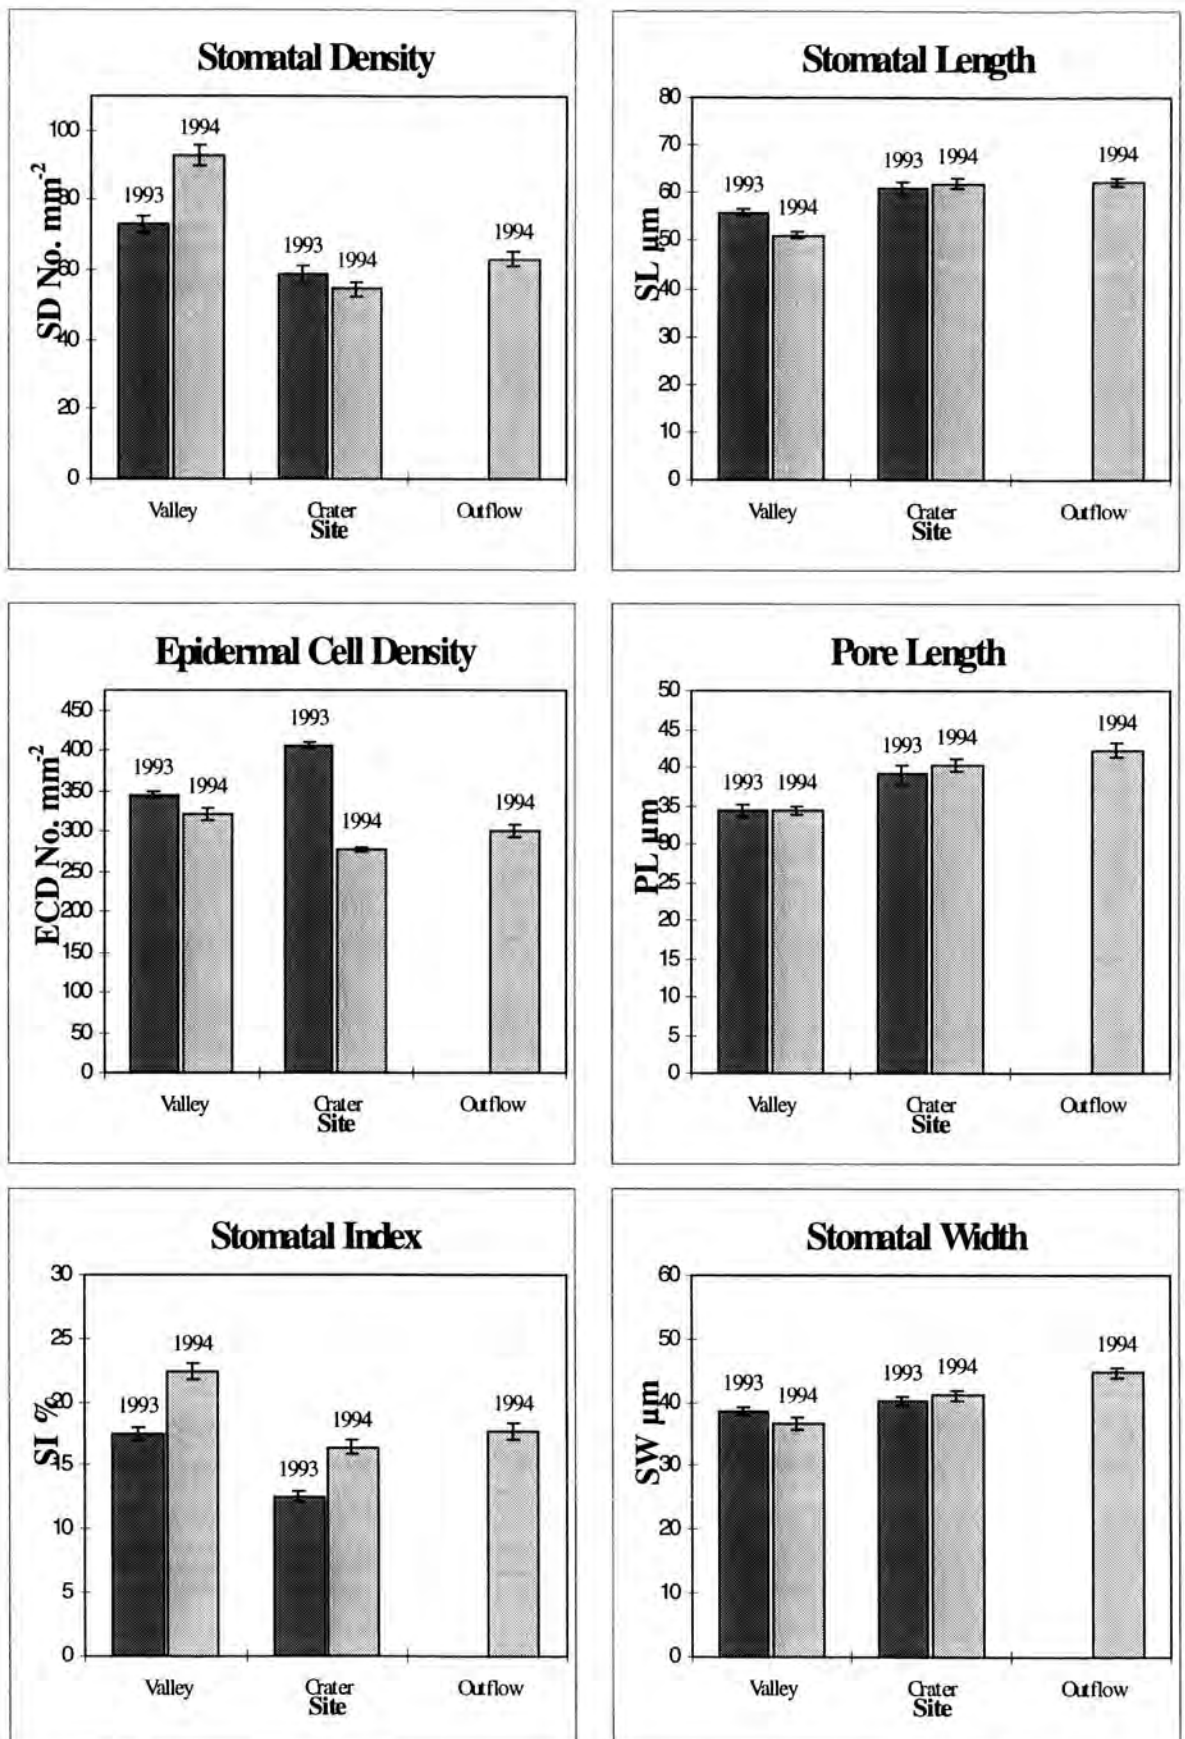 Stomatal Density
SD No. mm-2
100
80
60
40
20
0
1993
1994
1993
1994
1994
Valley
Crater
Outflow
Site
Stomatal Length
SL µm
80
70
60
50
40
30
20
10
0
1993
1994
1993
1994
1994
Valley
Crater
Outflow
Site
Epidermal Cell Density
ECD No. mm-2
450
400
350
300
250
200
150
100
50
0
1993
1994
1993
1994
1994
Valley
Crater
Outflow
Site
Pore Length
PL µm
50
45
40
35
30
25
20
15
10
5
0
1993
1994
1993
1994
1994
Valley
Crater
Outflow
Site
Stomatal Index
SI %
30
25
20
15
10
5
0
1993
1994
1993
1994
1994
Valley
Crater
Outflow
Site
Stomatal Width
SW µm
60
50
40
30
20
10
0
1993
1994
1993
1994
1994
Valley
Crater
Outflow
Site